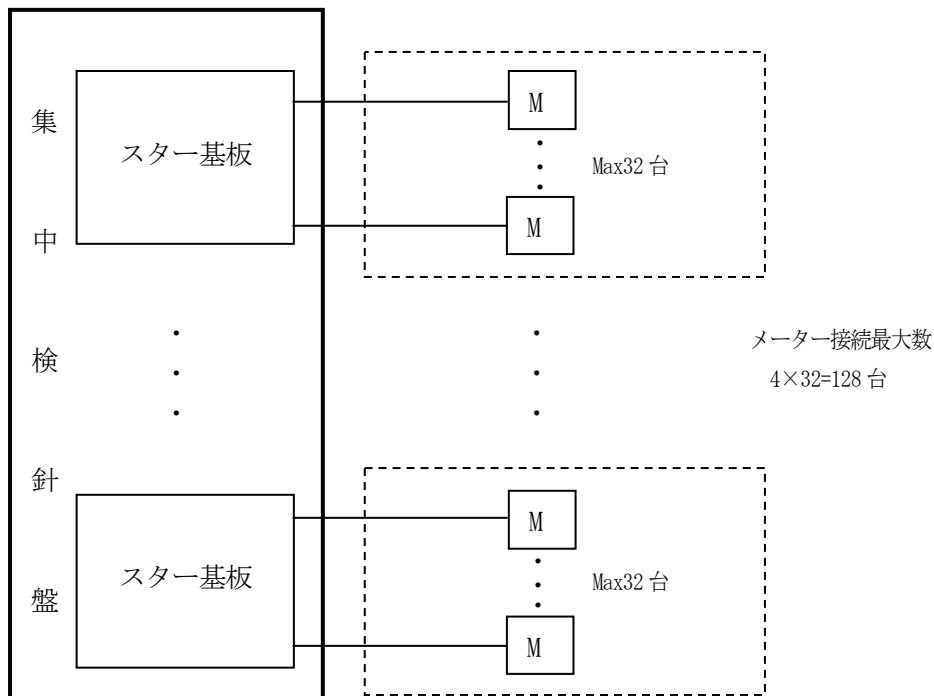 集中検針盤
スター基板
M
Max32 台
M
メーター接続最大数
4×32=128 台
スター基板
M
Max32 台
M